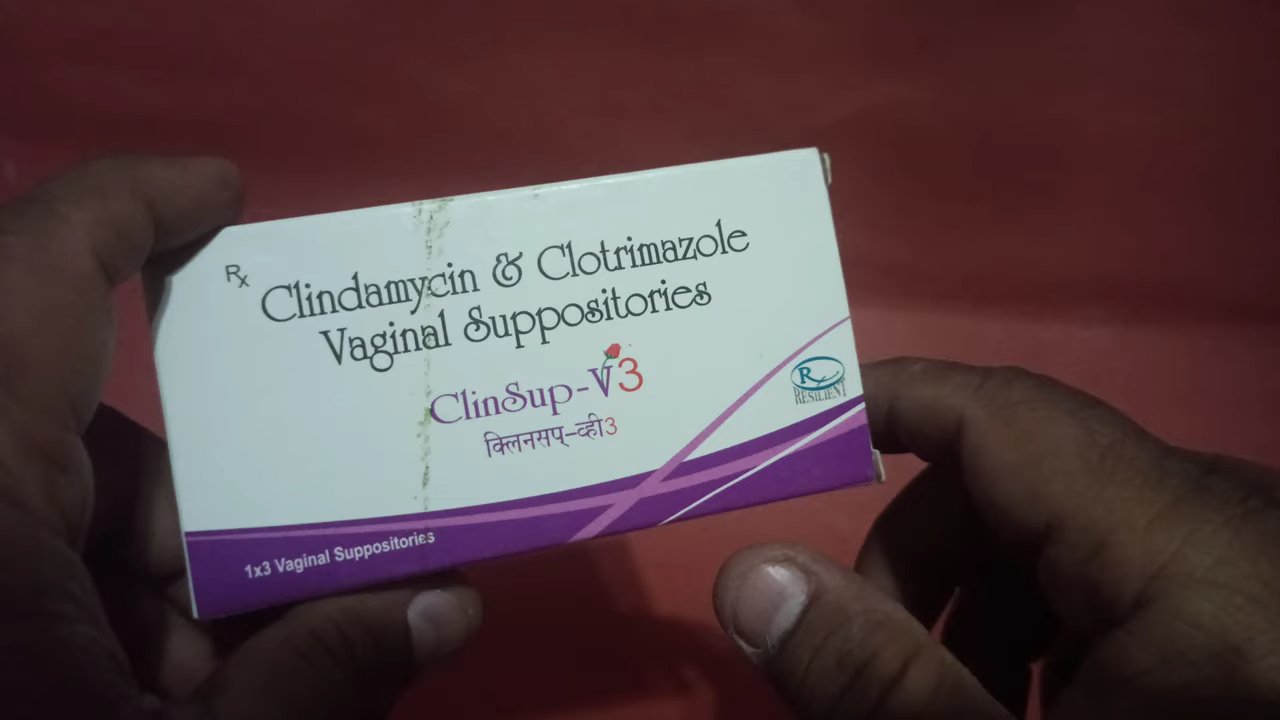 Rx Clindamycin & Clotrimazole
Vaginal Suppositories
ClinSup-V3
क्लिनसप्-व्ही3
R
RESILIENT
1x3 Vaginal Suppositories